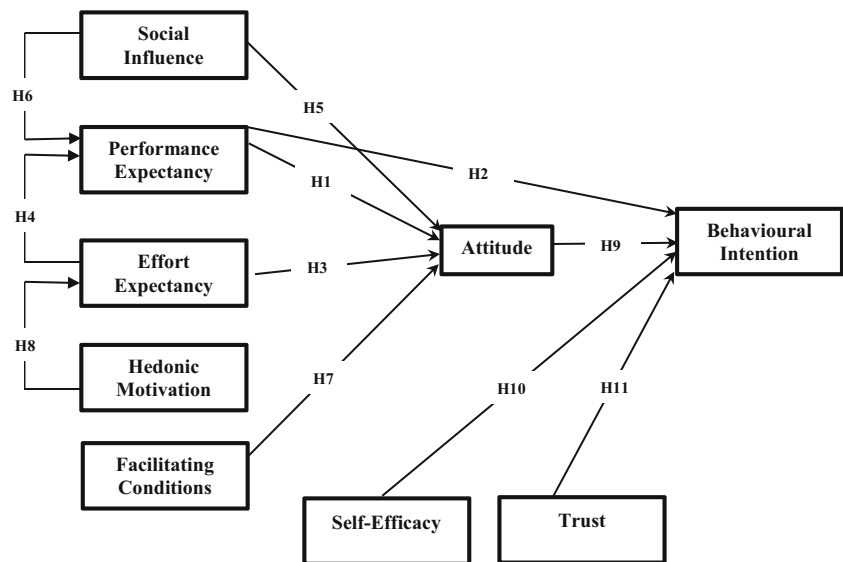 Social
Influence
H6
H5
Performance
Expectancy
H2
H1
H4
Attitude
H9
Behavioural
Intention
Effort
Expectancy
H3
H8
Hedonic
Motivation
H7
H10
H11
Facilitating
Conditions
Self-Efficacy
Trust